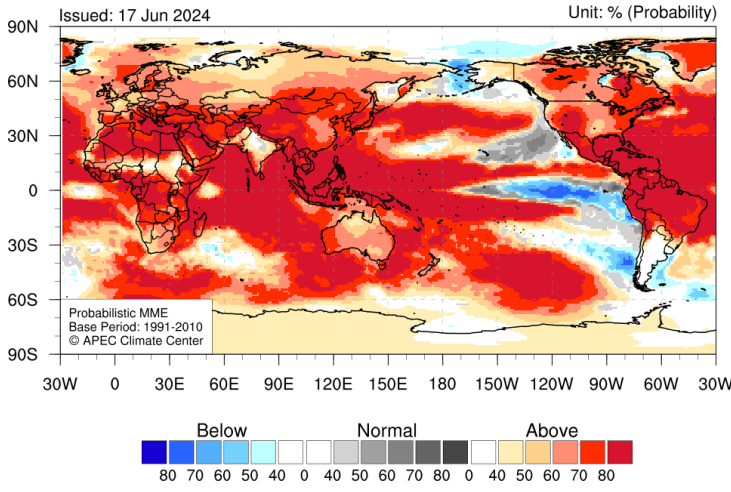 Issued: 17 Jun 2024 Unit: % (Probability)
90N
60N
30N
0
30S
60S
90S
Probabilistic MME
Base Period: 1991-2010
© APEC Climate Center
30W 0 30E 60E 90E 120E 150E 180 150W 120W 90W 60W 30W
Below Normal Above
80 70 60 50 40 0 40 50 60 70 80 0 40 50 60 70 80